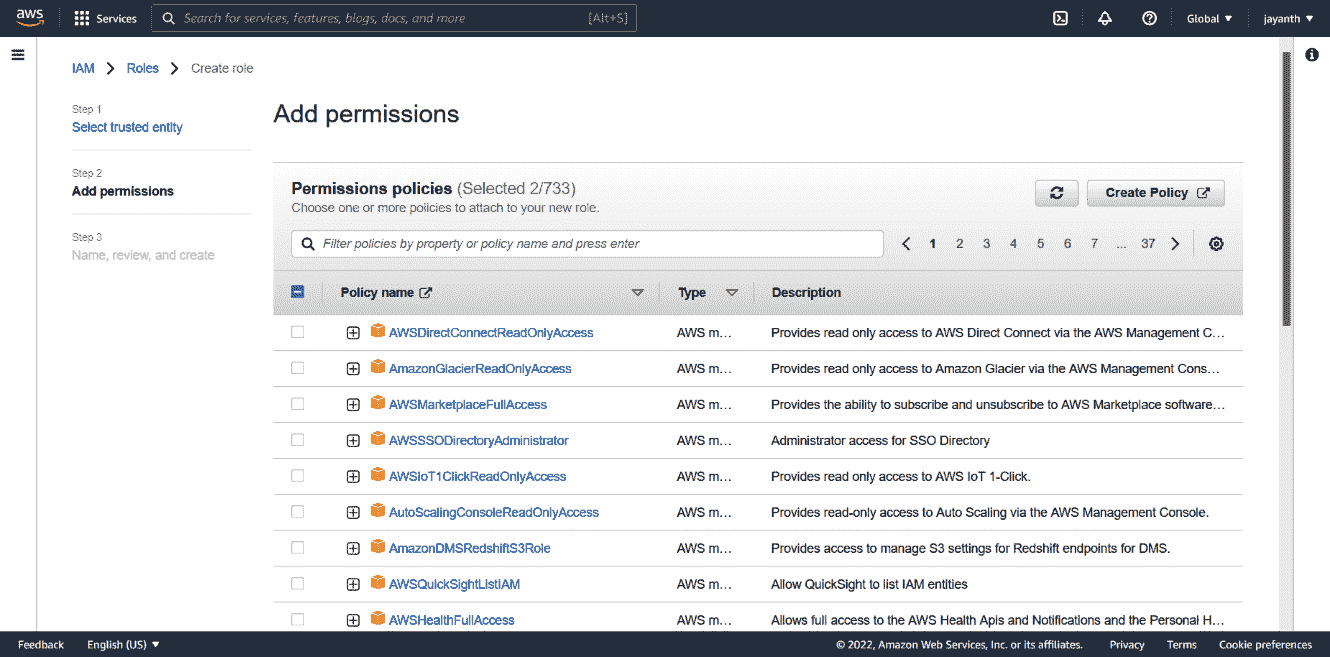 aws Services Search for services, features, blogs, docs, and more [Alt+S] Global jayanth
IAM Roles Create role
Step 1
Select trusted entity
Step 2
Add permissions
Step 3
Name, review, and create
Add permissions
Permissions policies (Selected 2/733)
Choose one or more policies to attach to your new role.
Create Policy
Filter policies by property or policy name and press enter
1 2 3 4 5 6 7 ... 37
Policy name Type Description
AWSDirectConnectReadOnlyAccess AWS m... Provides read only access to AWS Direct Connect via the AWS Management C...
AmazonGlacierReadOnlyAccess AWS m... Provides read only access to Amazon Glacier via the AWS Management Cons...
AWSMarketplaceFullAccess AWS m... Provides the ability to subscribe and unsubscribe to AWS Marketplace software...
AWSSSODirectoryAdministrator AWS m... Administrator access for SSO Directory
AWSIoT1ClickReadOnlyAccess AWS m... Provides read only access to AWS IoT 1-Click.
AutoScalingConsoleReadOnlyAccess AWS m... Provides read-only access to Auto Scaling via the AWS Management Console.
AmazonDMSRedshiftS3Role AWS m... Provides access to manage S3 settings for Redshift endpoints for DMS.
AWSQuickSightListIAM AWS m... Allow QuickSight to list IAM entities
AWSHealthFullAccess AWS m... Allows full access to the AWS Health Apis and Notifications and the Personal H...
Feedback English (US) © 2022, Amazon Web Services, Inc. or its affiliates. Privacy Terms Cookie preferences